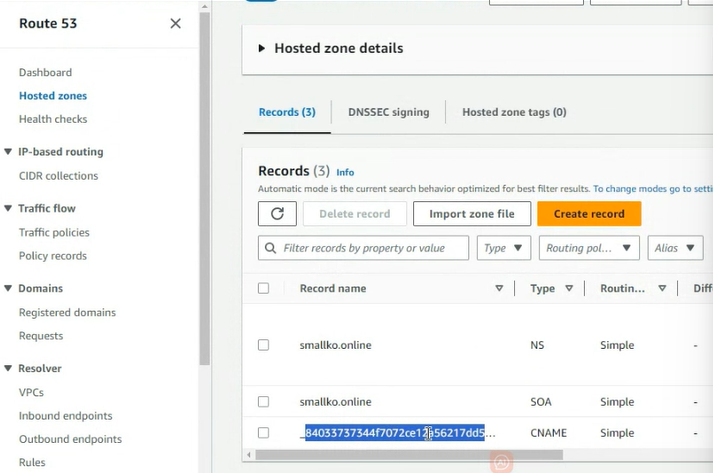 Route 53
Dashboard
Hosted zones
Health checks
IP-based routing
CIDR collections
Traffic flow
Traffic policies
Policy records
Domains
Registered domains
Requests
Resolver
VPCs
Inbound endpoints
Outbound endpoints
Rules
Hosted zone details
Records (3) DNSSEC signing Hosted zone tags (0)
Records (3) Info
Automatic mode is the current search behavior optimized for best filter results. To change modes go to setti
Delete record Import zone file Create record
Filter records by property or value Type Routing pol... Alias
Record name Type Routin... Diff
smallko.online NS Simple -
smallko.online SOA Simple -
_84033737344f7072ce12a56217dd5... CNAME Simple -